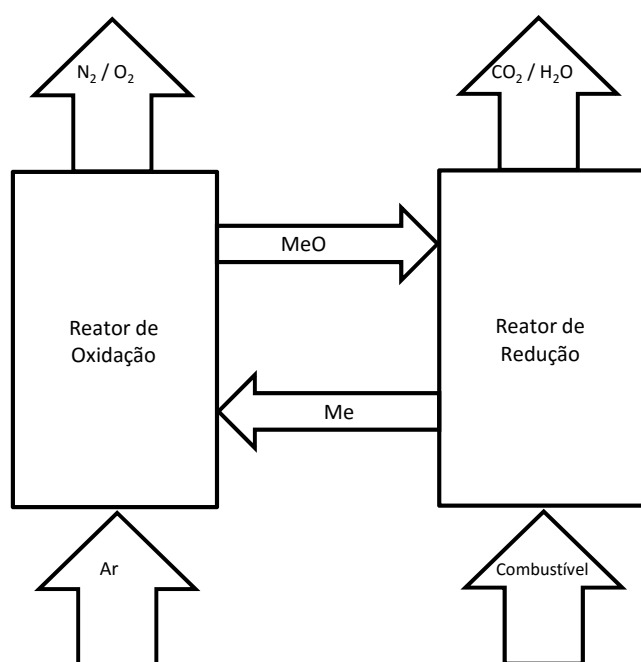 N₂ / O₂
CO₂ / H₂O
MeO
Reator de
Oxidação
Reator de
Redução
Me
Ar
Combustível